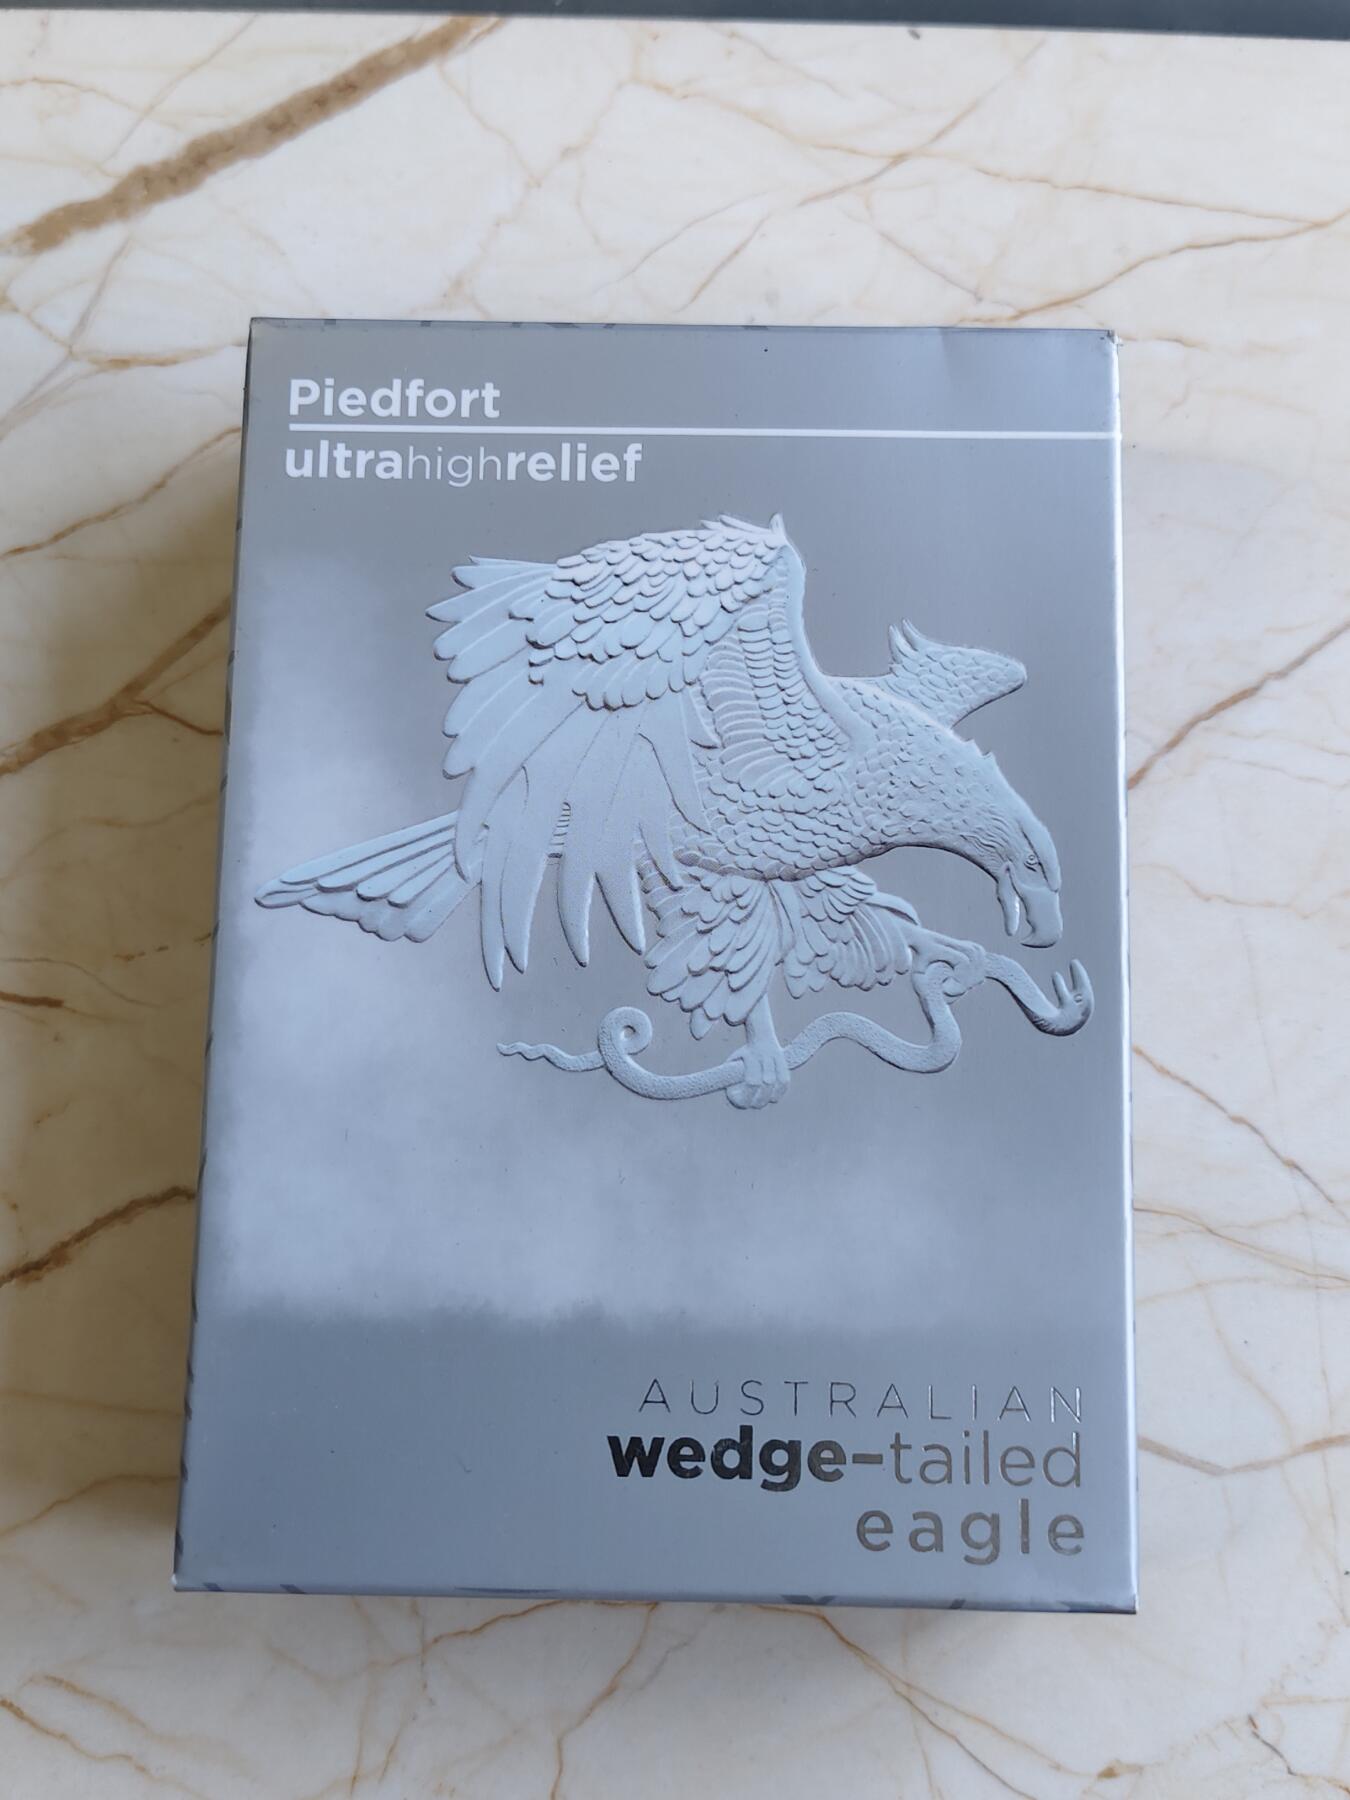 Piedfort
ultrahighrelief
AUSTRALIAN
wedge-tailed
eagle